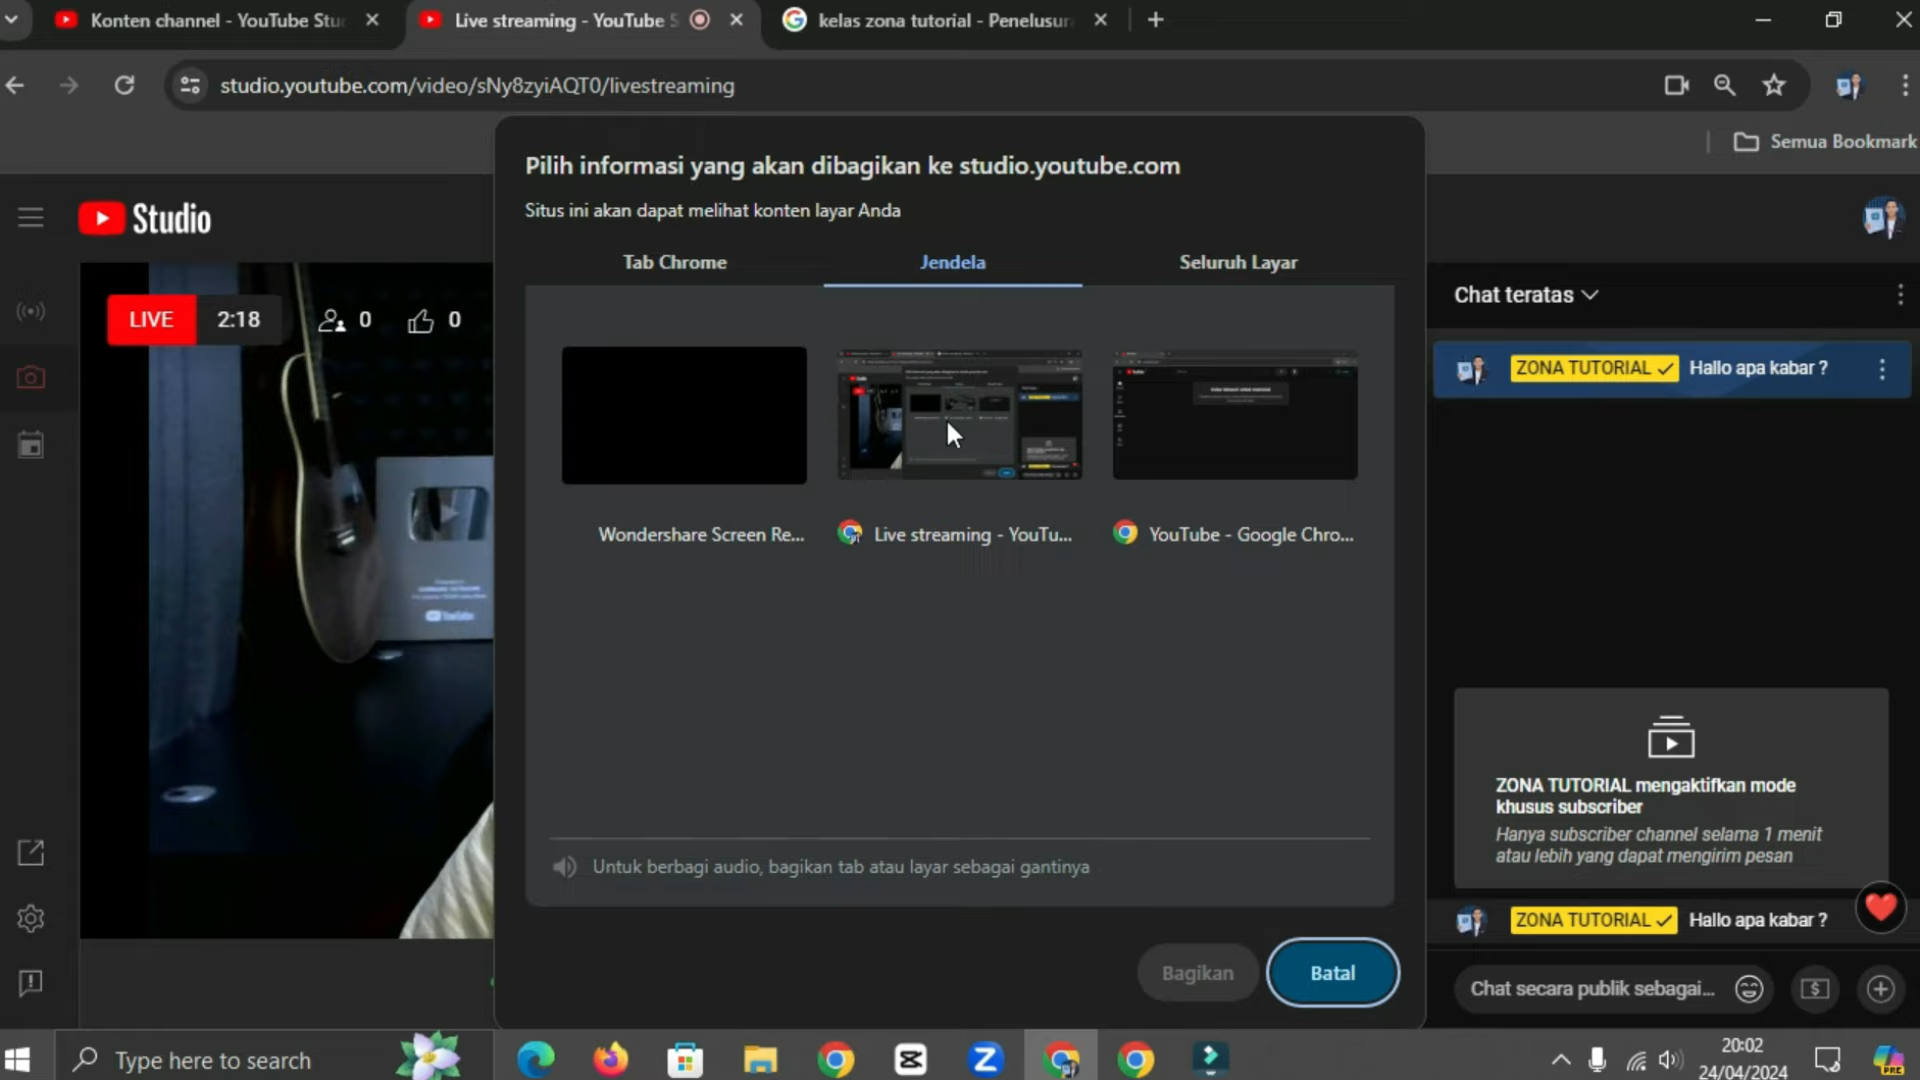 Konten channel - YouTube Stu
Live streaming - YouTube S
kelas zona tutorial - Penelusura
studio.youtube.com/video/sNy8zyiAQT0/livestreaming
Semua Bookmark
Pilih informasi yang akan dibagikan ke studio.youtube.com
Situs ini akan dapat melihat konten layar Anda
Studio
Tab Chrome
Jendela
Seluruh Layar
LIVE 2:18 0 0
Chat teratas
ZONA TUTORIAL Hallo apa kabar ?
Wondershare Screen Re...
Live streaming - YouTu...
YouTube - Google Chro...
YouTube
ZONA TUTORIAL mengaktifkan mode
khusus subscriber
Hanya subscriber channel selama 1 menit
atau lebih yang dapat mengirim pesan
Untuk berbagi audio, bagikan tab atau layar sebagai gantinya
ZONA TUTORIAL Hallo apa kabar ?
Bagikan
Batal
Chat secara publik sebagai...
Type here to search
20:02
24/04/2024
PRE